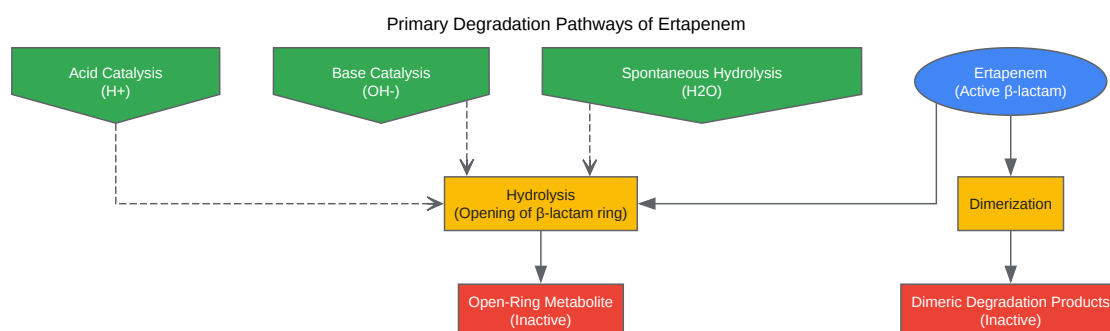 Primary Degradation Pathways of Ertapenem
Acid Catalysis
(H+)
Base Catalysis
(OH-)
Spontaneous Hydrolysis
(H2O)
Ertapenem
(Active β-lactam)
Hydrolysis
(Opening of β-lactam ring)
Dimerization
Open-Ring Metabolite
(Inactive)
Dimeric Degradation Products
(Inactive)